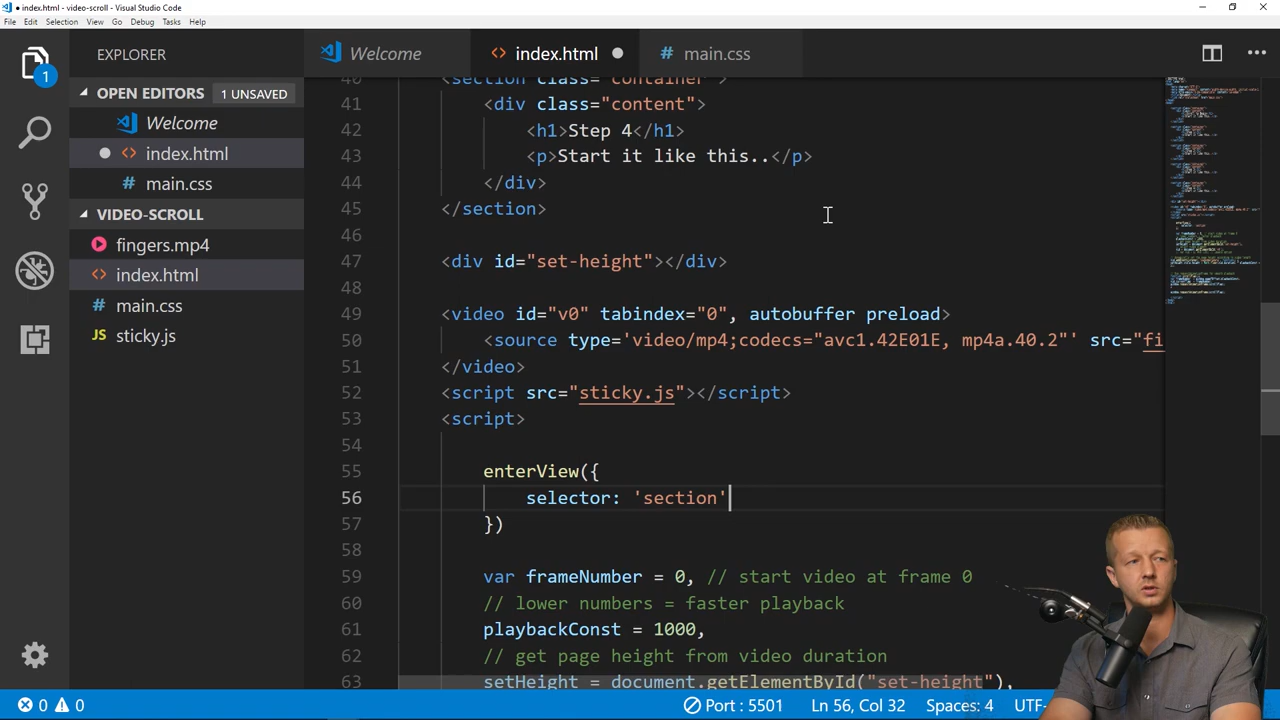 index.html - video-scroll - Visual Studio Code
File Edit Selection View Go Debug Tasks Help
EXPLORER
Welcome
index.html
main.css
OPEN EDITORS 1 UNSAVED
Welcome
index.html
# main.css
VIDEO-SCROLL
fingers.mp4
<> index.html
# main.css
JS sticky.js
1
40 <section class="container">
41 <div class="content">
42 <h1>Step 4</h1>
43 <p>Start it like this..</p>
44 </div>
45 </section>
46
47 <div id="set-height"></div>
48
49 <video id="v0" tabindex="0", autobuffer preload>
50 <source type='video/mp4;codecs="avc1.42E01E, mp4a.40.2"' src="fi
51 </video>
52 <script src="sticky.js"></script>
53 <script>
54
55 enterView({
56 selector: 'section'
57 })
58
59 var frameNumber = 0, // start video at frame 0
60 // lower numbers = faster playback
61 playbackConst = 1000,
62 // get page height from video duration
63 setHeight = document.getElementById("set-height"),
0 0 Port : 5501 Ln 56, Col 32 Spaces: 4 UTF-